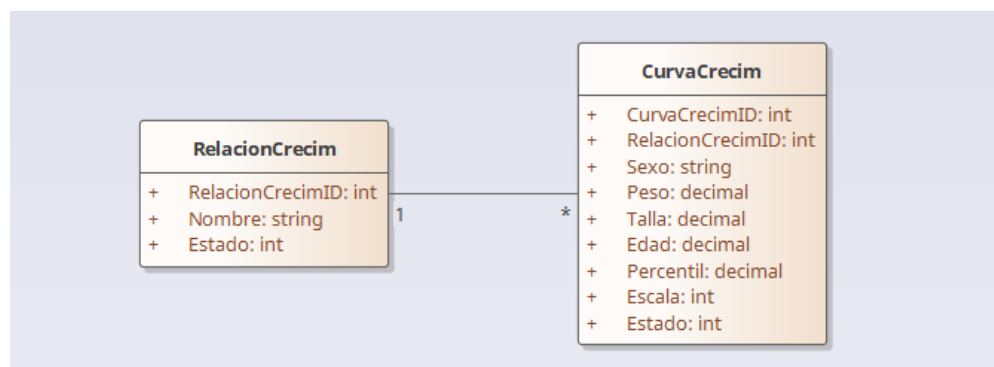 RelacionCrecim
+ RelacionCrecimID: int
+ Nombre: string
+ Estado: int
1
*
CurvaCrecim
+ CurvaCrecimID: int
+ RelacionCrecimID: int
+ Sexo: string
+ Peso: decimal
+ Talla: decimal
+ Edad: decimal
+ Percentil: decimal
+ Escala: int
+ Estado: int